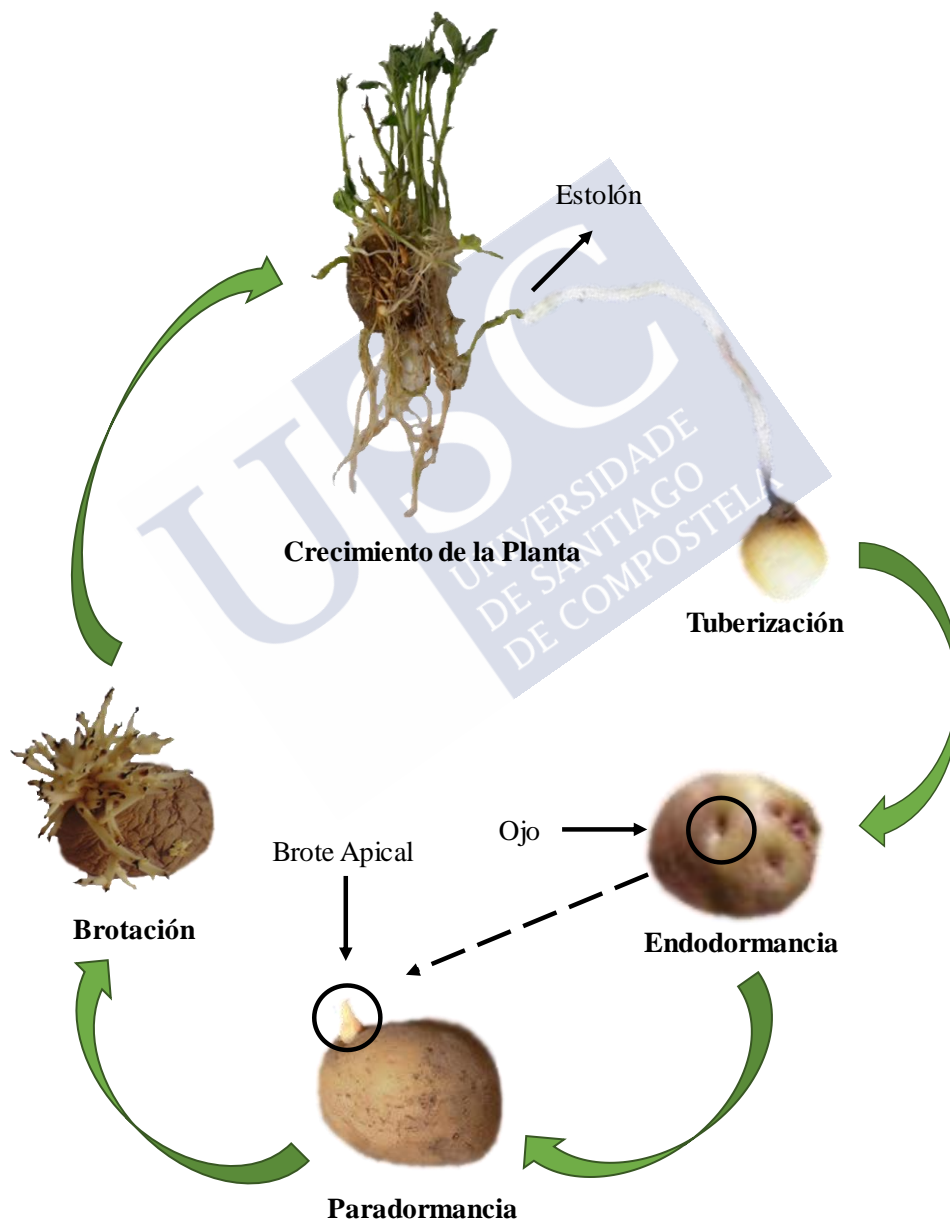 Estolón
USC
UNIVERSIDADE
DE SANTIAGO
DE COMPOSTELA
Crecimiento de la Planta
Tuberización
Ojo
Brote Apical
Brotación
Endodormancia
Paradormancia